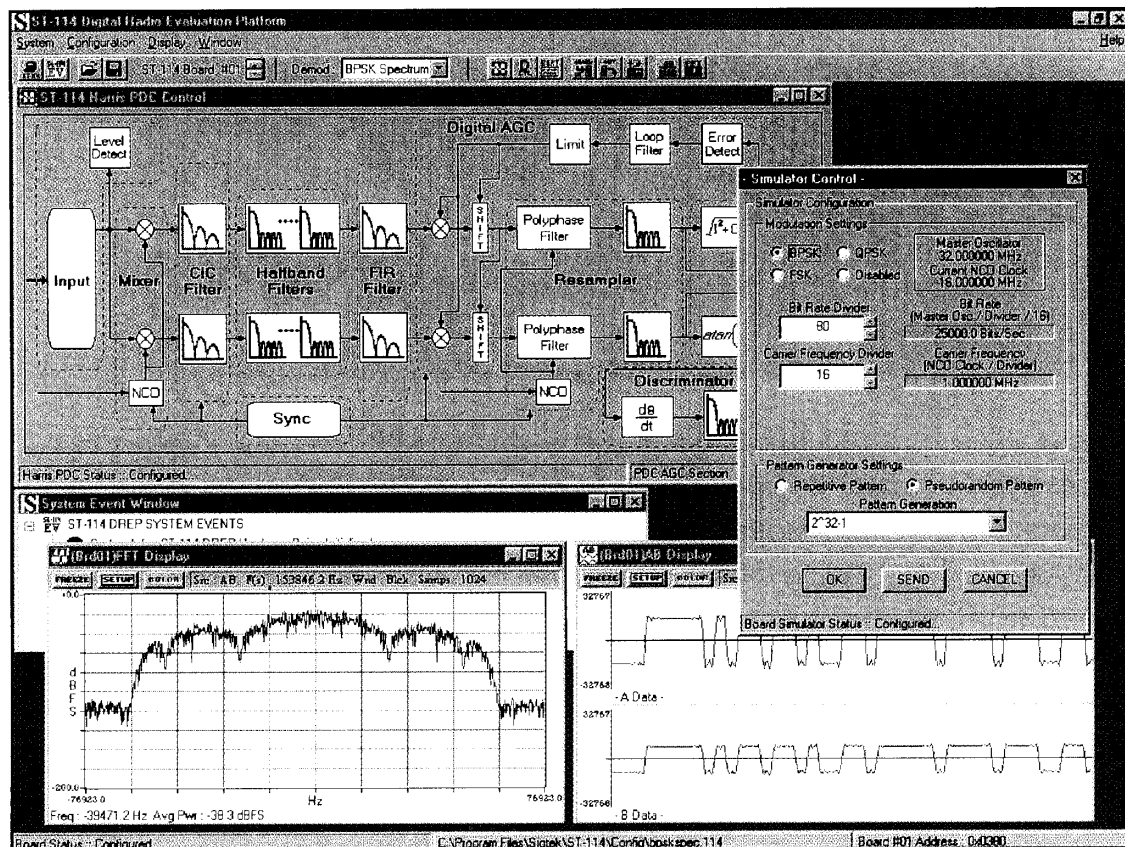 ST-114 Digital Radio Evaluation Platform
System Configuration Display Window Help
ST-114 Board #01 Demod : BPSK Spectrum
ST-114 Harris PDC Control
Digital AGC
Level Detect
Limit
Loop Filter
Error Detect
Input
Mixer
CIC Filter
Halfband Filters
FIR Filter
SHIFT
SHIFT
Polyphase Filter
Polyphase Filter
Resampler
atan(
NCO
Sync
NCO
Discriminator
dθ
dt
Harris PDC Status :: Configured.
PDC AGC Section
- Simulator Control -
Simulator Configuration
Modulation Settings
BPSK QPSK
FSK Disabled
Master Oscillator
32.000000 MHz
Current NCO Clock
16.000000 MHz
Bit Rate Divider
80
Bit Rate
(Master Osc / Divider / 16)
25000.0 Bits/Sec
Carrier Frequency Divider
16
Carrier Frequency
(NCO Clock / Divider)
1.000000 MHz
Pattern Generator Settings
Repetitive Pattern Pseudorandom Pattern
Pattern Generation
2^32-1
OK SEND CANCEL
Board Simulator Status :: Configured.
System Event Window
ST-114 DREP SYSTEM EVENTS
(Brd01)FFT Display
FREEZE SETUP COLOR Src : AB F(s) : 153846.2 Hz Wnd : Blck Samps : 1024
+0.0
dBFS
-200.0
-76923.0 Hz 76923.0
Freq : -39471.2 Hz Avg Pwr : -38.3 dBFS
(Brd01)AB Display
FREEZE SETUP COLOR
32767
-32768
- A Data -
32767
-32768
- B Data -
Board Status :: Configured. C:\Program Files\Sigtek\ST-114\Config\bpskspec.114 Board #01 Address : 0x0380